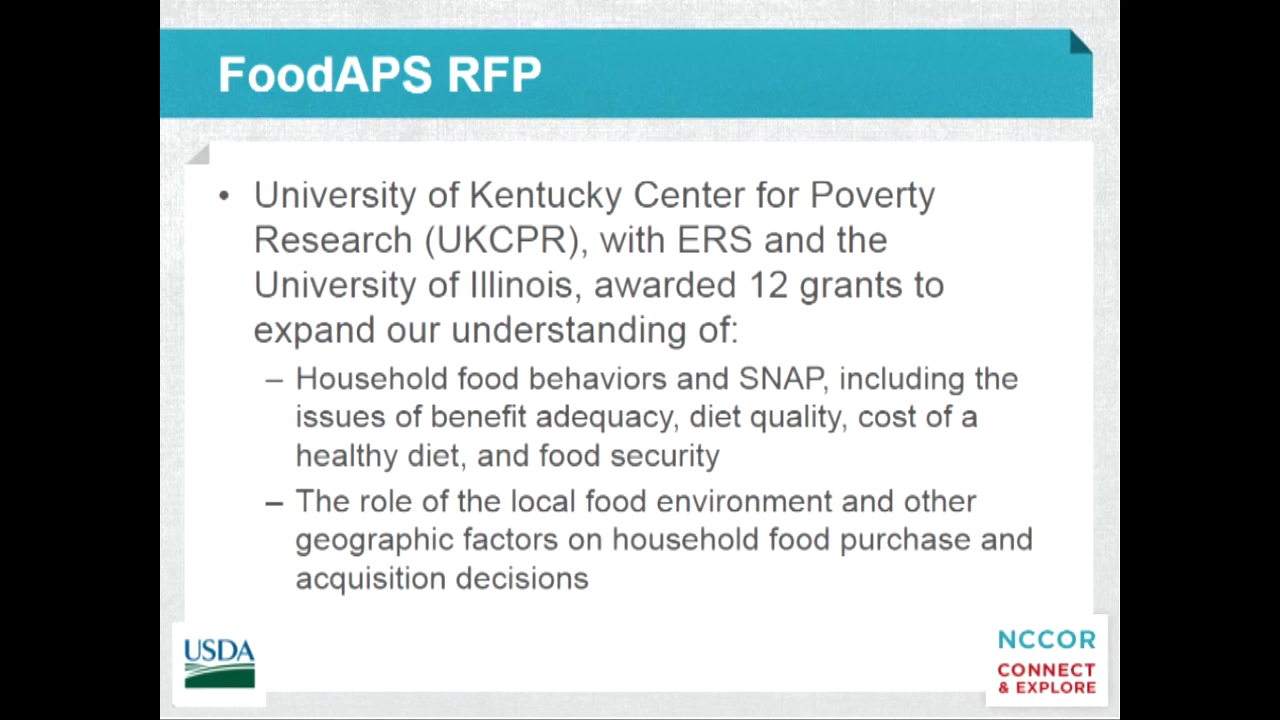 FoodAPS RFP
• University of Kentucky Center for Poverty
Research (UKCPR), with ERS and the
University of Illinois, awarded 12 grants to
expand our understanding of:
– Household food behaviors and SNAP, including the
issues of benefit adequacy, diet quality, cost of a
healthy diet, and food security
– The role of the local food environment and other
geographic factors on household food purchase and
acquisition decisions
USDA
NCCOR
CONNECT
& EXPLORE